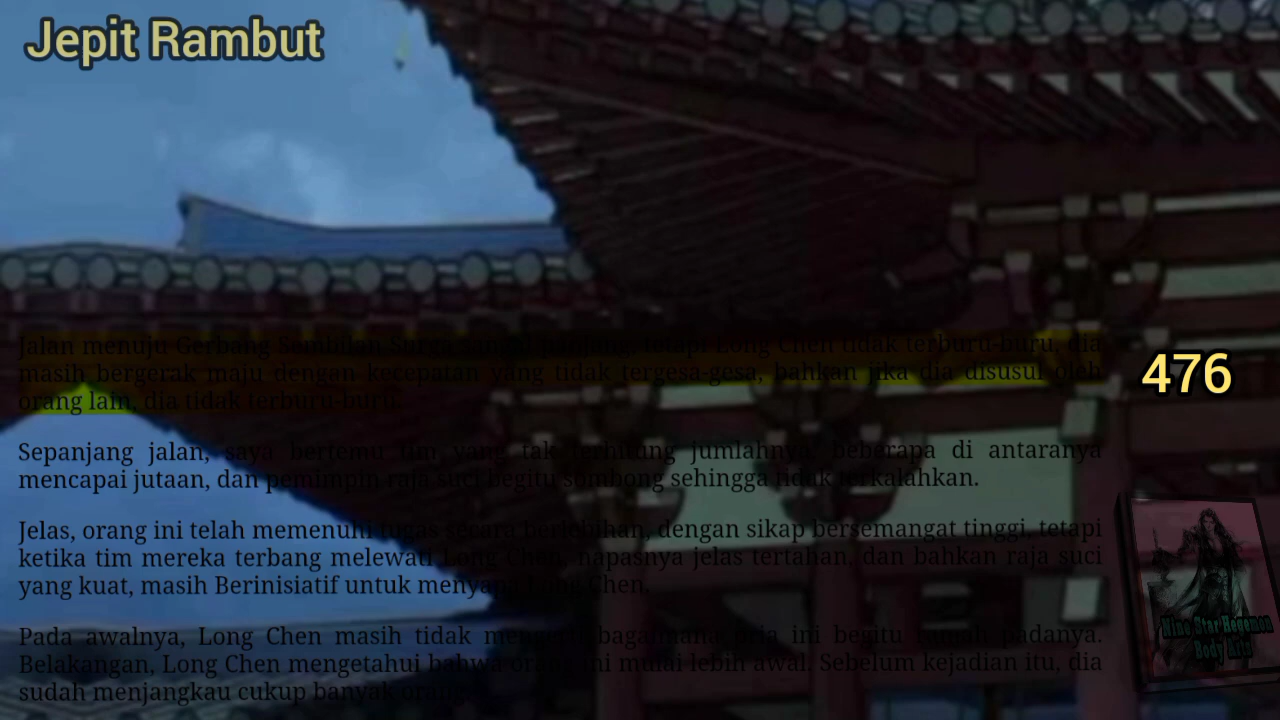 Jepit Rambut
Jalan menuju Gerbang Sembilan Surga sangat panjang, tetapi Long Chen tidak terburu-buru, dia
masih bergerak maju dengan kecepatan yang tidak tergesa-gesa, bahkan jika dia disusul oleh
orang lain, dia tidak terburu-buru.
476
Sepanjang jalan, saya bertemu tim yang tak terhitung jumlahnya, beberapa di antaranya
mencapai jutaan, dan pemimpin raja suci begitu sombong sehingga tidak terkalahkan.
Jelas, orang ini telah memenuhi tugas secara berlebihan, dengan sikap bersemangat tinggi, tetapi
ketika tim mereka terbang melewati Long Chen, napasnya jelas tertahan, dan bahkan raja suci
yang kuat, masih Berinisiatif untuk menyapa Long Chen.
Pada awalnya, Long Chen masih tidak mengerti bagaimana pria ini begitu ramah padanya.
Belakangan, Long Chen mengetahui bahwa orang ini mulai lebih awal. Sebelum kejadian itu, dia
sudah menjangkau cukup banyak orang.
Nine Star Hegemon
Body Arts